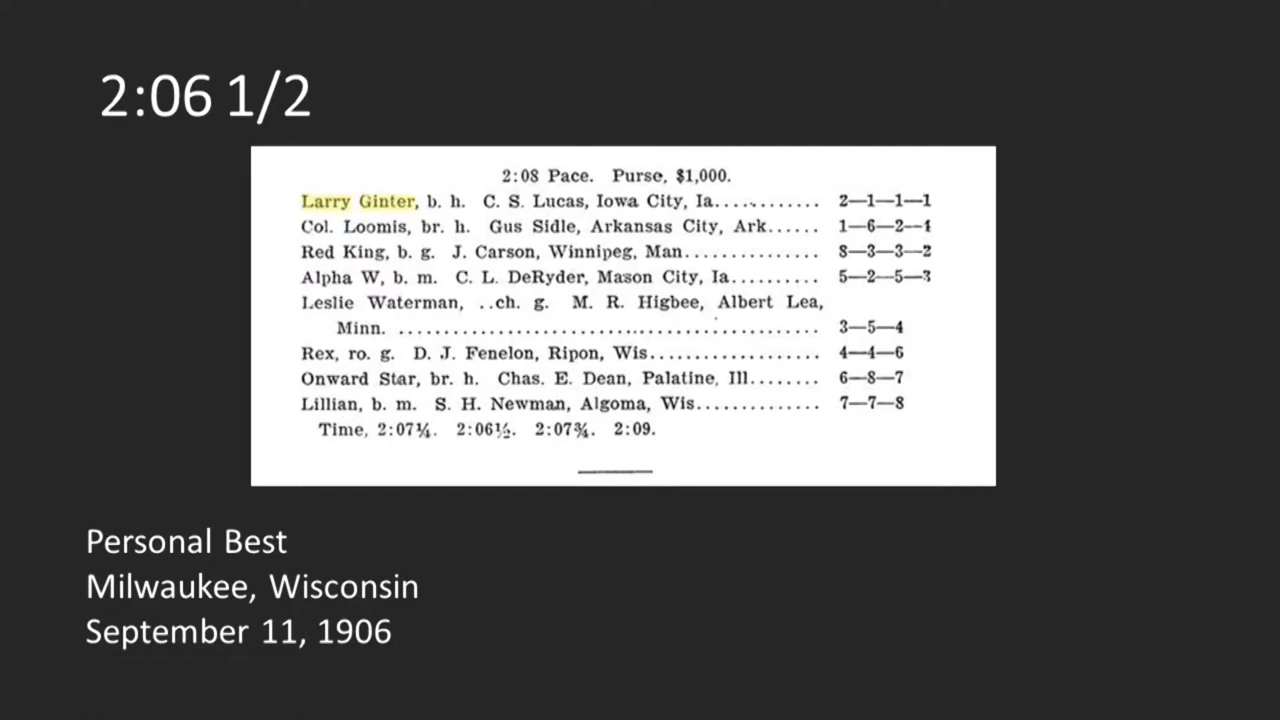 2:06 1/2
2:08 Pace. Purse, $1,000.
Larry Ginter, b. h. C. S. Lucas, Iowa City, Ia............ 2—1—1—1
Col. Loomis, br. h. Gus Sidle, Arkansas City, Ark...... 1—6—2—4
Red King, b. g. J. Carson, Winnipeg, Man............... 8—3—3—2
Alpha W, b. m. C. L. DeRyder, Mason City, Ia.......... 5—2—5—3
Leslie Waterman, ..ch. g. M. R. Higbee, Albert Lea,
Minn. .................................................. 3—5—4
Rex, ro. g. D. J. Fenelon, Ripon, Wis................... 4—4—6
Onward Star, br. h. Chas. E. Dean, Palatine, Ill........ 6—8—7
Lillian, b. m. S. H. Newman, Algoma, Wis.............. 7—7—8
Time, 2:07¼. 2:06½. 2:07¾. 2:09.
Personal Best
Milwaukee, Wisconsin
September 11, 1906